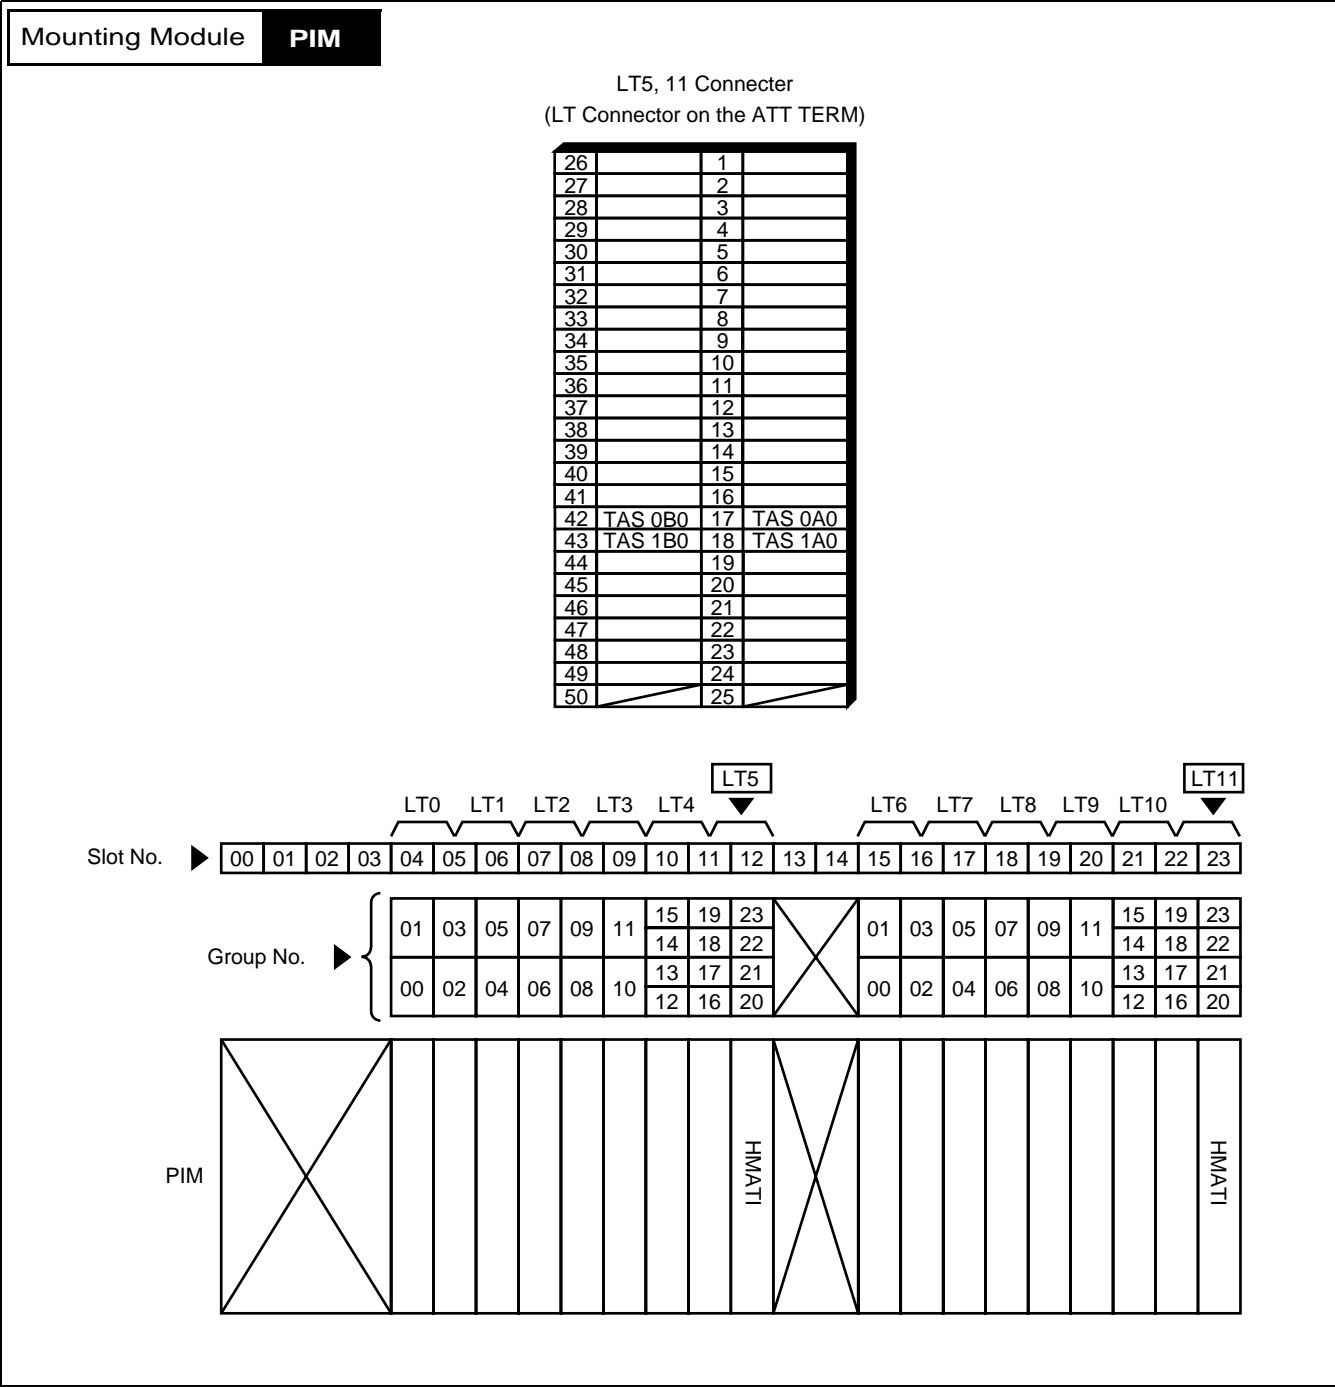 Mounting Module PIM
LT5, 11 Connecter
(LT Connector on the ATT TERM)
26 1
27 2
28 3
29 4
30 5
31 6
32 7
33 8
34 9
35 10
36 11
37 12
38 13
39 14
40 15
41 16
42 TAS 0B0 17 TAS 0A0
43 TAS 1B0 18 TAS 1A0
44 19
45 20
46 21
47 22
48 23
49 24
50 25
LT5 LT11
LT0 LT1 LT2 LT3 LT4 LT6 LT7 LT8 LT9 LT10
Slot No. 00 01 02 03 04 05 06 07 08 09 10 11 12 13 14 15 16 17 18 19 20 21 22 23
15 19 23 15 19 23
01 03 05 07 09 11 01 03 05 07 09 11
14 18 22 14 18 22
Group No.
13 17 21 13 17 21
00 02 04 06 08 10 00 02 04 06 08 10
12 16 20 12 16 20
PIM HMATI HMATI